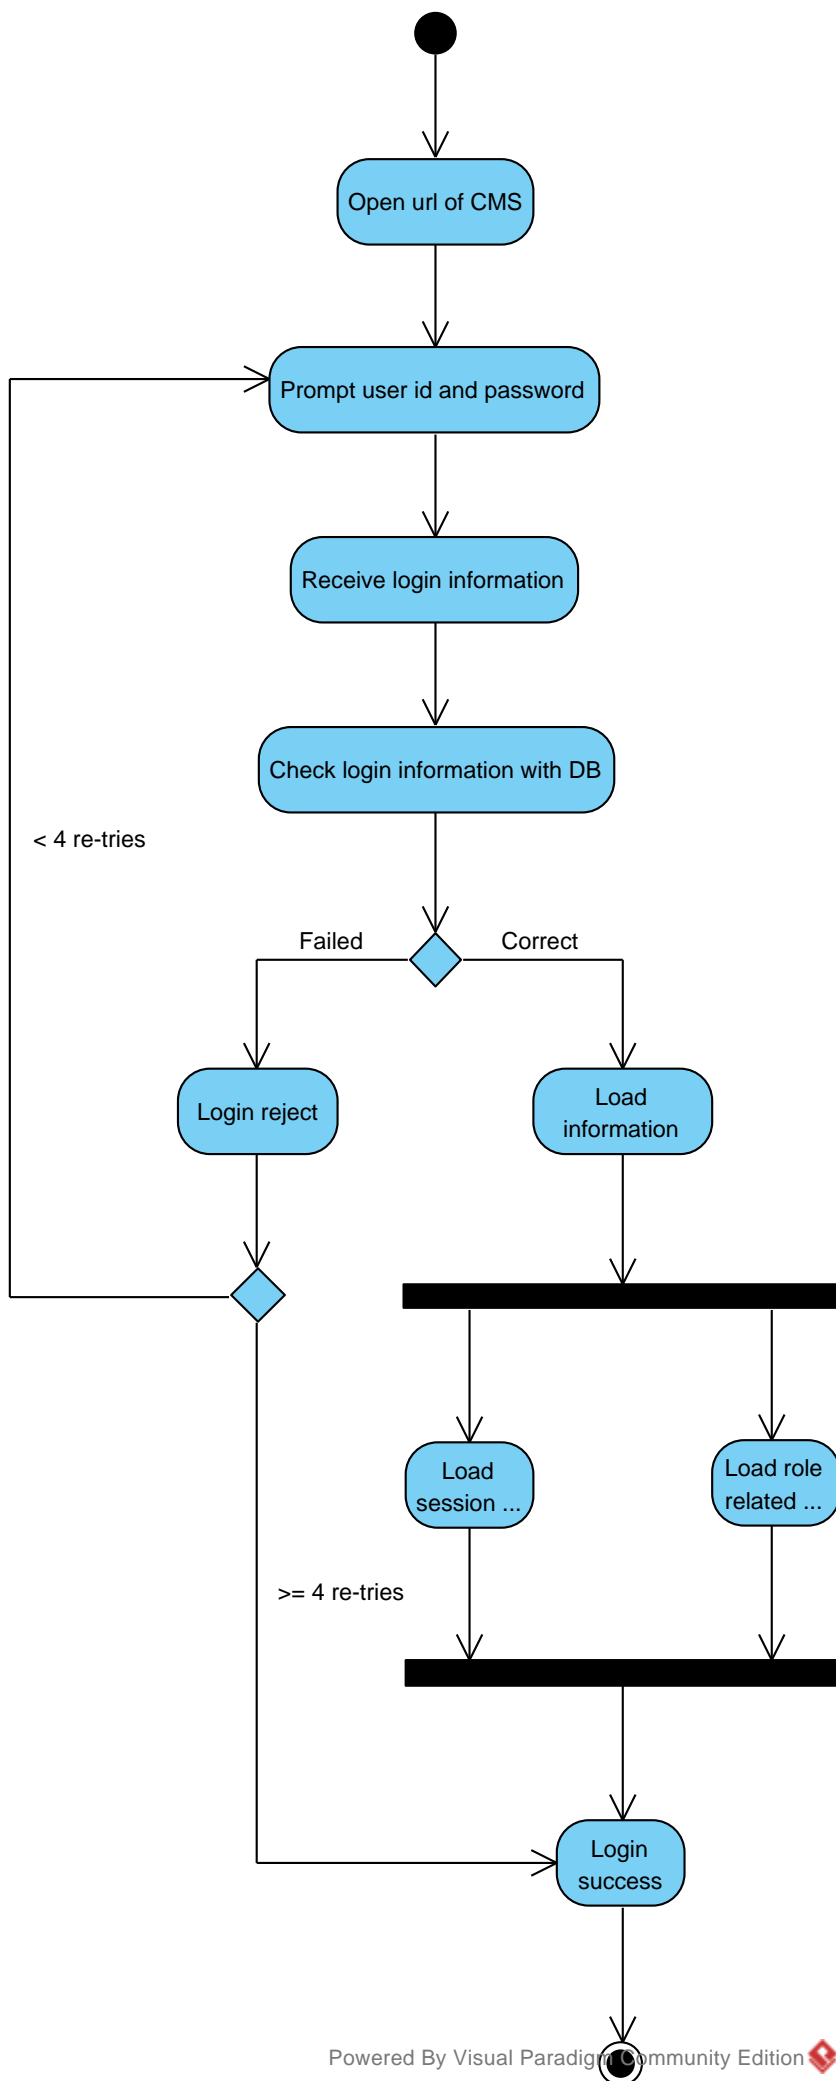 Open url of CMS
Prompt user id and password
Receive login information
Check login information with DB
< 4 re-tries
Failed
Correct
Login reject
Load
information
Load
session ...
Load role
related ...
>= 4 re-tries
Login
success
Powered By Visual Paradigm Community Edition